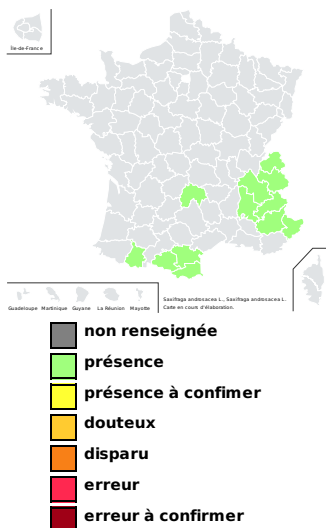 Île-de-France
Saxifraga androsacea L., Saxifraga androsacea L.
Carte en cours d'élaboration.
Guadeloupe Martinique Guyane La Réunion Mayotte
non renseignée
présence
présence à confimer
douteux
disparu
erreur
erreur à confirmer